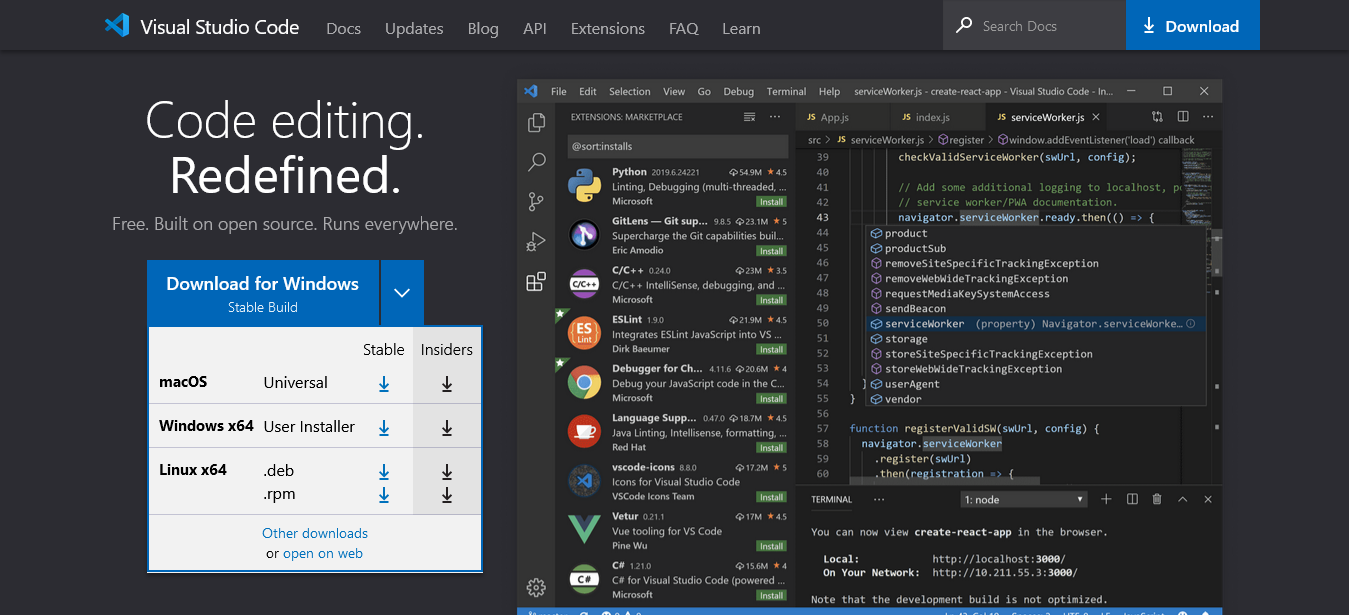 Visual Studio Code Docs Updates Blog API Extensions FAQ Learn Search Docs Download
Code editing.
Redefined.
Free. Built on open source. Runs everywhere.
Download for Windows
Stable Build
Stable Insiders
macOS Universal
Windows x64 User Installer
Linux x64 .deb
.rpm
Other downloads
or open on web
File Edit Selection View Go Debug Terminal Help serviceWorker.js - create-react-app - Visual Studio Code - In...
EXTENSIONS: MARKETPLACE
@sort:installs
Python 2019.6.24221 54.9M 4.5
Linting, Debugging (multi-threaded, ...
Microsoft Install
GitLens — Git sup... 9.8.5 23.1M 5
Supercharge the Git capabilities buil...
Eric Amodio Install
C/C++ 0.24.0 23M 3.5
C/C++ IntelliSense, debugging, and ...
Microsoft Install
C/C++
ESLint 1.9.0 21.9M 4.5
Integrates ESLint JavaScript into VS ...
Dirk Baeumer Install
ES
Lint
Debugger for Ch... 4.11.6 20.6M 4
Debug your JavaScript code in the C...
Microsoft Install
Language Supp... 0.47.0 18.7M 4.5
Java Linting, Intellisense, formatting, ...
Red Hat Install
vscode-icons 8.8.0 17.2M 5
Icons for Visual Studio Code
VSCode Icons Team Install
Vetur 0.21.1 17M 4.5
Vue tooling for VS Code
Pine Wu Install
C# 1.21.0 15.6M 4
C# for Visual Studio Code (powered ...
Microsoft Install
C#
JS App.js JS index.js JS serviceWorker.js
src > JS serviceWorker.js > register > window.addEventListener('load') callback
39 checkValidServiceWorker(swUrl, config);
40
41 // Add some additional logging to localhost, p
42 // service worker/PWA documentation.
43 navigator.serviceWorker.ready.then(() => {
44 product
45 productSub
46 removeSiteSpecificTrackingException
47 removeWebWideTrackingException
48 requestMediaKeySystemAccess
49 sendBeacon
50 serviceWorker (property) Navigator.serviceWorke...
51 storage
52 storeSiteSpecificTrackingException
53 storeWebWideTrackingException
54 } userAgent
55 } vendor
56
57 function registerValidSW(swUrl, config) {
58 navigator.serviceWorker
59 .register(swUrl)
60 .then(registration => {
TERMINAL ... 1: node
You can now view create-react-app in the browser.
Local: http://localhost:3000/
On Your Network: http://10.211.55.3:3000/
Note that the development build is not optimized.